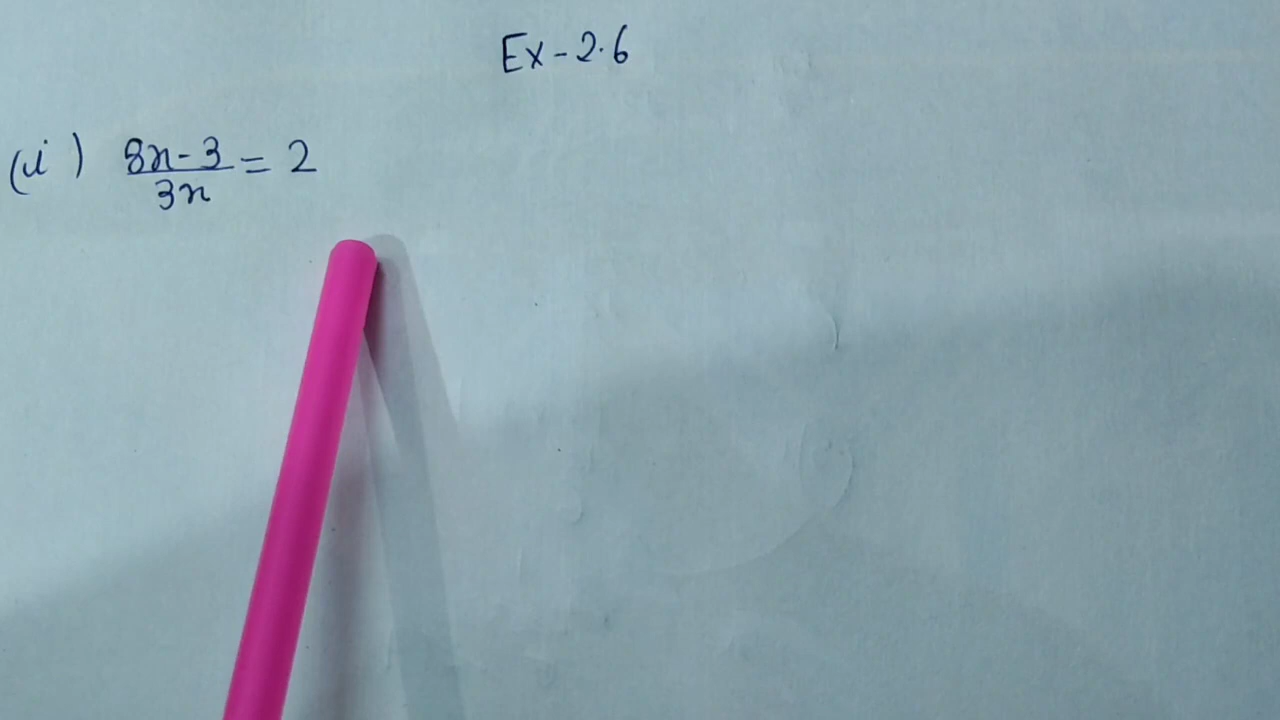 Ex-2.6
(i) 8x-3/3x = 2